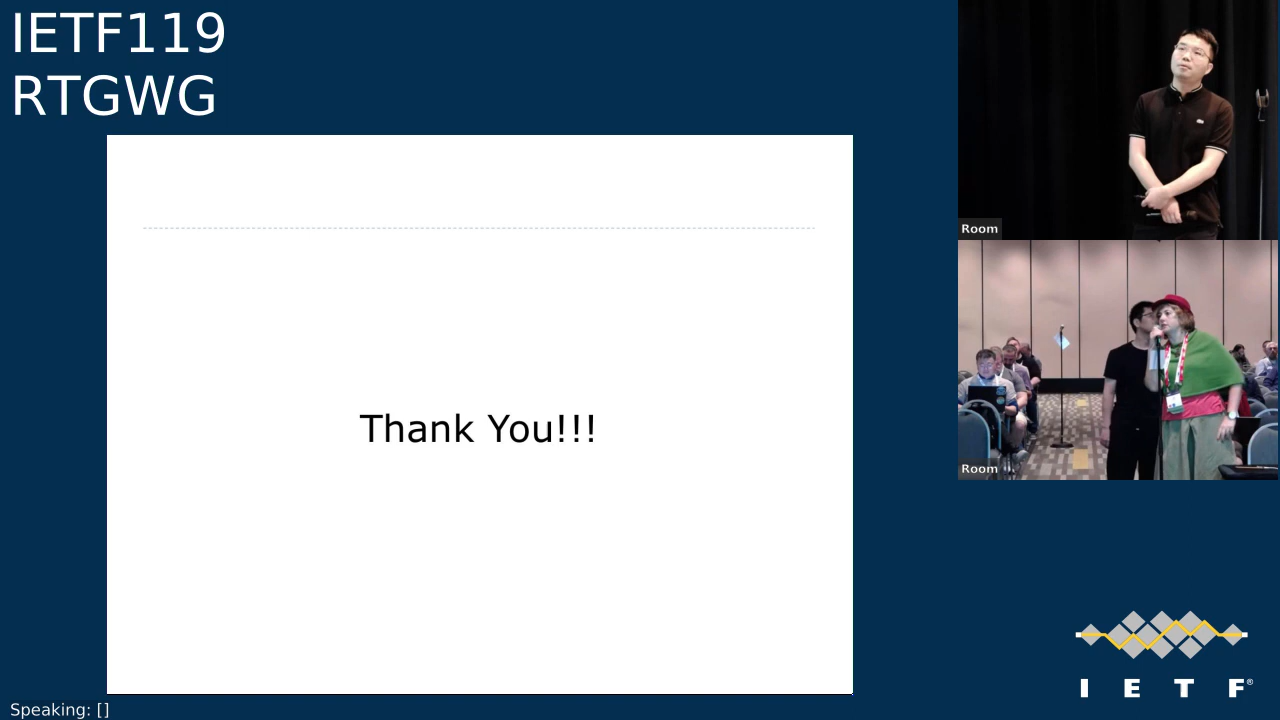 IETF119
RTGWG
Thank You!!!
Room
Room
I E T F®
Speaking: []